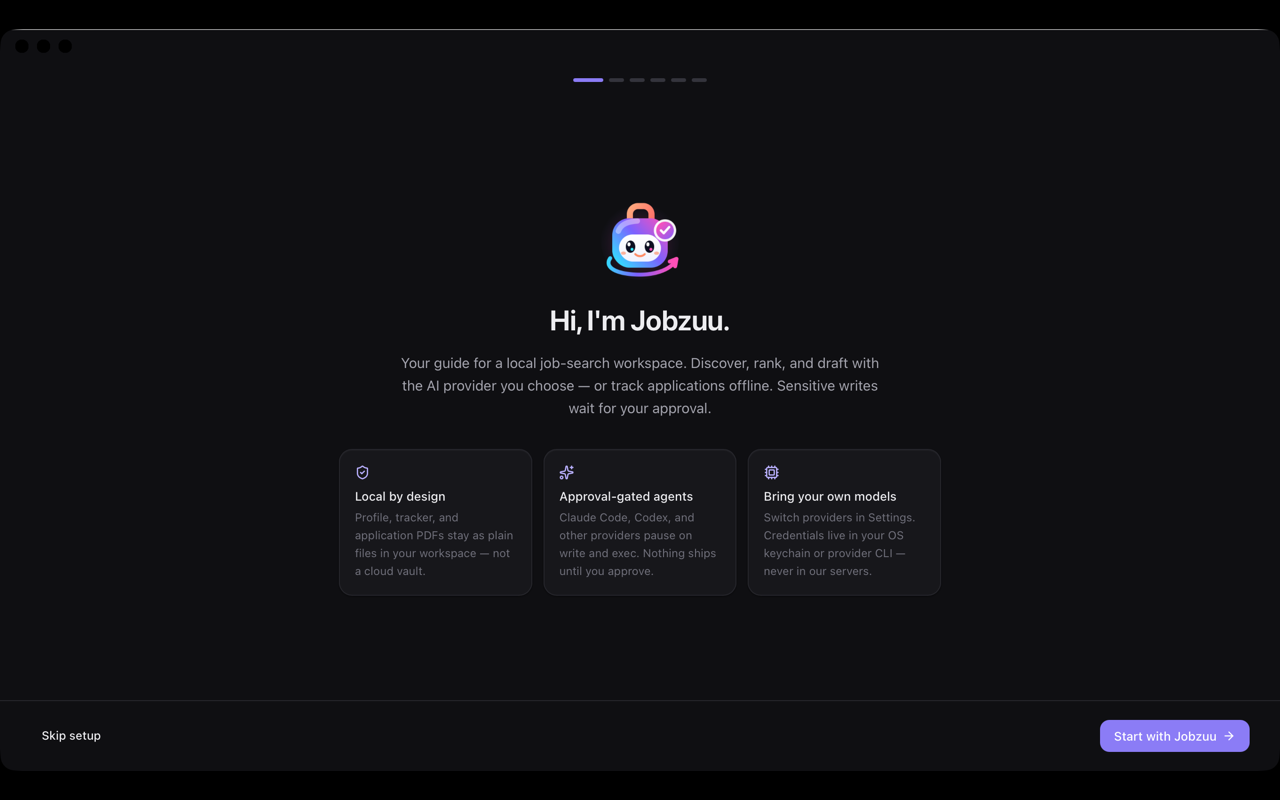 Hi, I'm Jobzuu.
Your guide for a local job-search workspace. Discover, rank, and draft with
the AI provider you choose — or track applications offline. Sensitive writes
wait for your approval.
Local by design
Profile, tracker, and
application PDFs stay as plain
files in your workspace — not
a cloud vault.
Approval-gated agents
Claude Code, Codex, and
other providers pause on
write and exec. Nothing ships
until you approve.
Bring your own models
Switch providers in Settings.
Credentials live in your OS
keychain or provider CLI —
never in our servers.
Skip setup
Start with Jobzuu